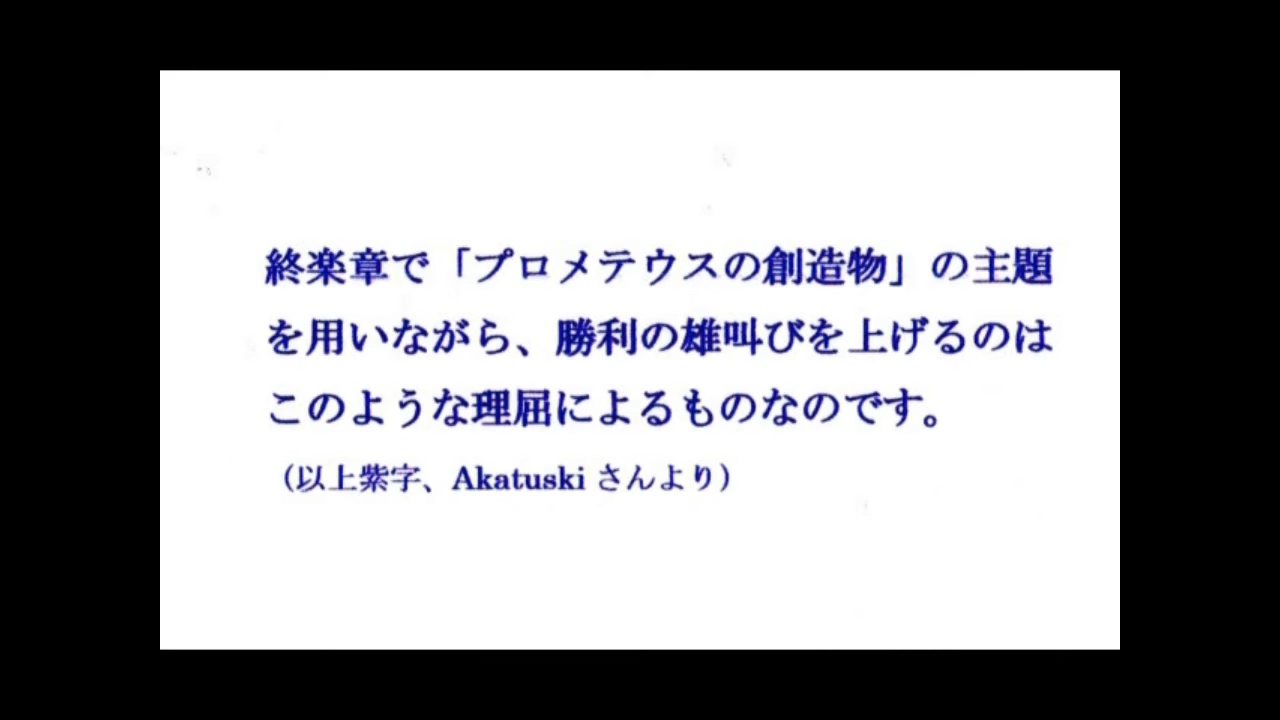 終楽章で「プロメテウスの創造物」の主題
を用いながら、勝利の雄叫びを上げるのは
このような理屈によるものなのです。
（以上紫字、Akatuski さんより）